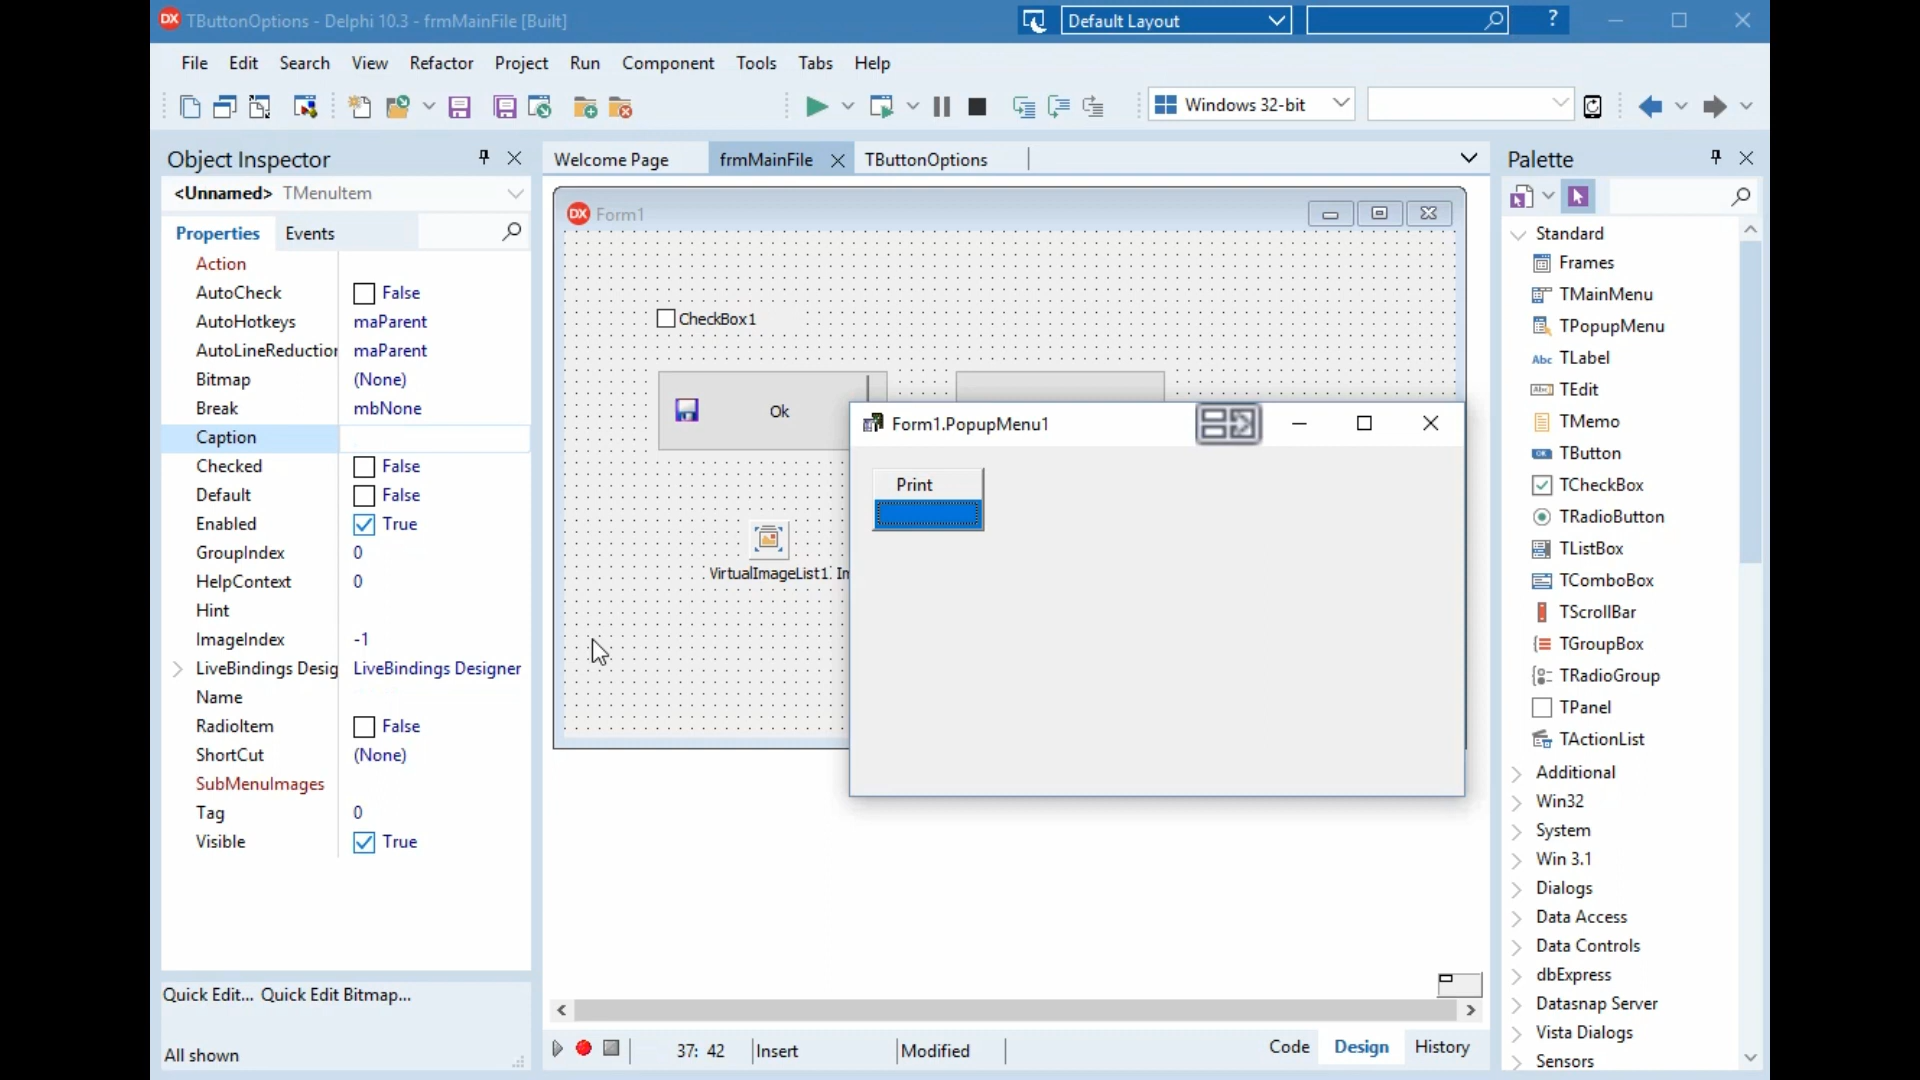 TButtonOptions - Delphi 10.3 - frmMainFile [Built]
Default Layout
?
File Edit Search View Refactor Project Run Component Tools Tabs Help
Windows 32-bit
Object Inspector
<Unnamed> TMenuItem
Properties Events
Action
AutoCheck False
AutoHotkeys maParent
AutoLineReduction maParent
Bitmap (None)
Break mbNone
Caption
Checked False
Default False
Enabled True
GroupIndex 0
HelpContext 0
Hint
ImageIndex -1
LiveBindings Desig LiveBindings Designer
Name
RadioItem False
ShortCut (None)
SubMenuImages
Tag 0
Visible True
Quick Edit... Quick Edit Bitmap...
All shown
Welcome Page frmMainFile TButtonOptions
DX Form1
CheckBox1
Ok
VirtualImageList1 Im
Form1.PopupMenu1
Print
37: 42 Insert Modified
Code Design History
Palette
Standard
Frames
TMainMenu
TPopupMenu
Abc TLabel
TEdit
TMemo
TButton
TCheckBox
TRadioButton
TListBox
TComboBox
TScrollBar
TGroupBox
TRadioGroup
TPanel
TActionList
Additional
Win32
System
Win 3.1
Dialogs
Data Access
Data Controls
dbExpress
Datasnap Server
Vista Dialogs
Sensors